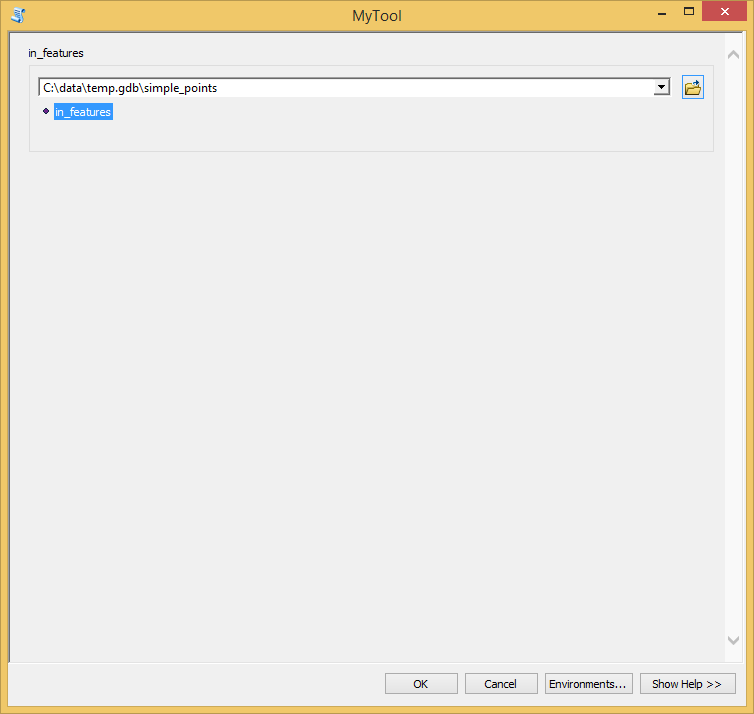 MyTool
in_features
C:\data\temp.gdb\simple_points
in_features
OK Cancel Environments... Show Help >>